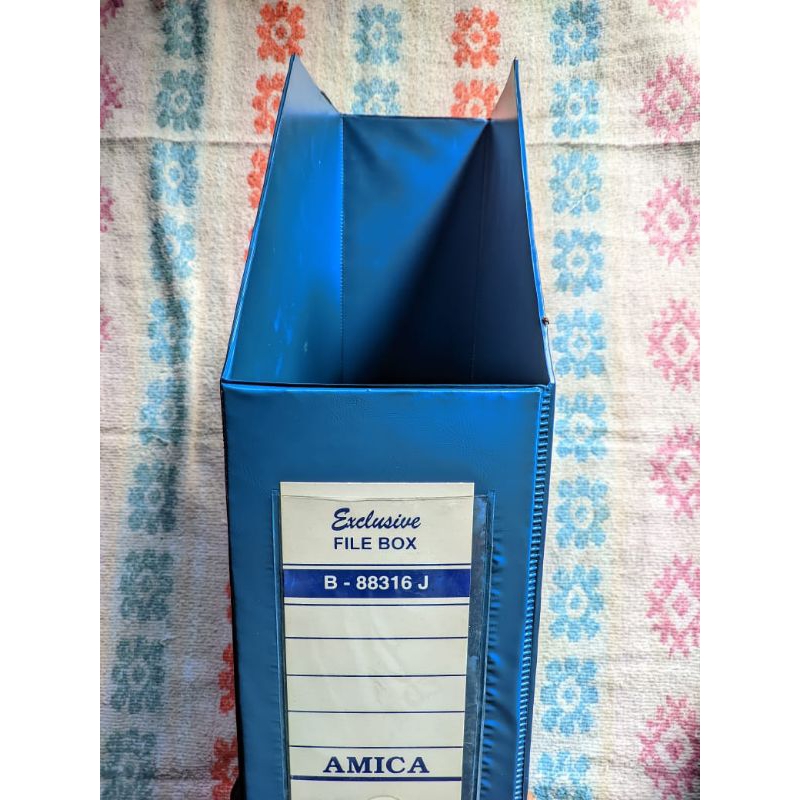 Exclusive
FILE BOX
B - 88316 J
AMICA